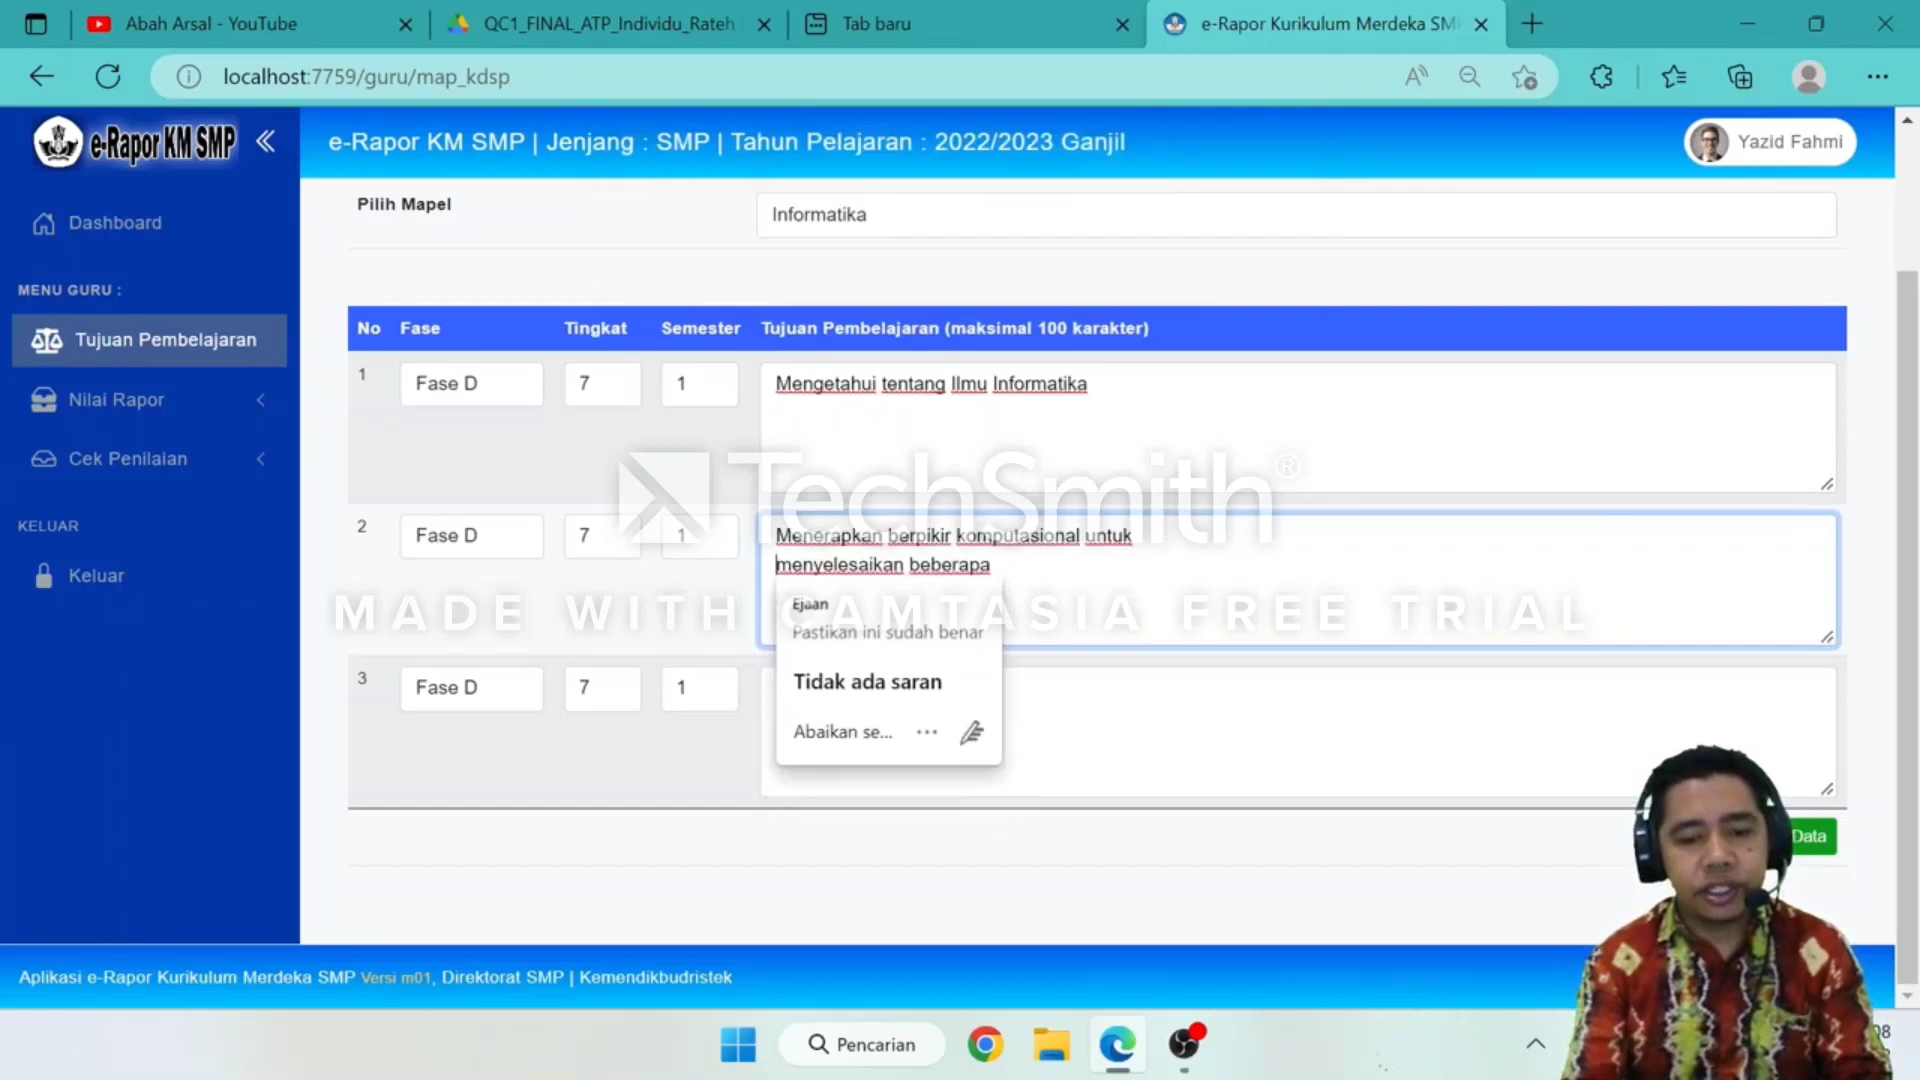 Abah Arsal - YouTube
QC1_FINAL_ATP_Individu_Rateh
Tab baru
e-Rapor Kurikulum Merdeka SMP
localhost:7759/guru/map_kdsp
e-Rapor KM SMP
e-Rapor KM SMP | Jenjang : SMP | Tahun Pelajaran : 2022/2023 Ganjil
Yazid Fahmi
Dashboard
MENU GURU :
Tujuan Pembelajaran
Nilai Rapor
Cek Penilaian
KELUAR
Keluar
Pilih Mapel
Informatika
No Fase Tingkat Semester Tujuan Pembelajaran (maksimal 100 karakter)
1 Fase D 7 1 Mengetahui tentang Ilmu Informatika
2 Fase D 7 1 Menerapkan berpikir komputasional untuk
menyelesaikan beberapa
Ejaan
Pastikan ini sudah benar
Tidak ada saran
Abaikan se...
3 Fase D 7 1
Data
TechSmith®
MADE WITH CAMTASIA FREE TRIAL
Aplikasi e-Rapor Kurikulum Merdeka SMP Versi m01, Direktorat SMP | Kemendikbudristek
Pencarian